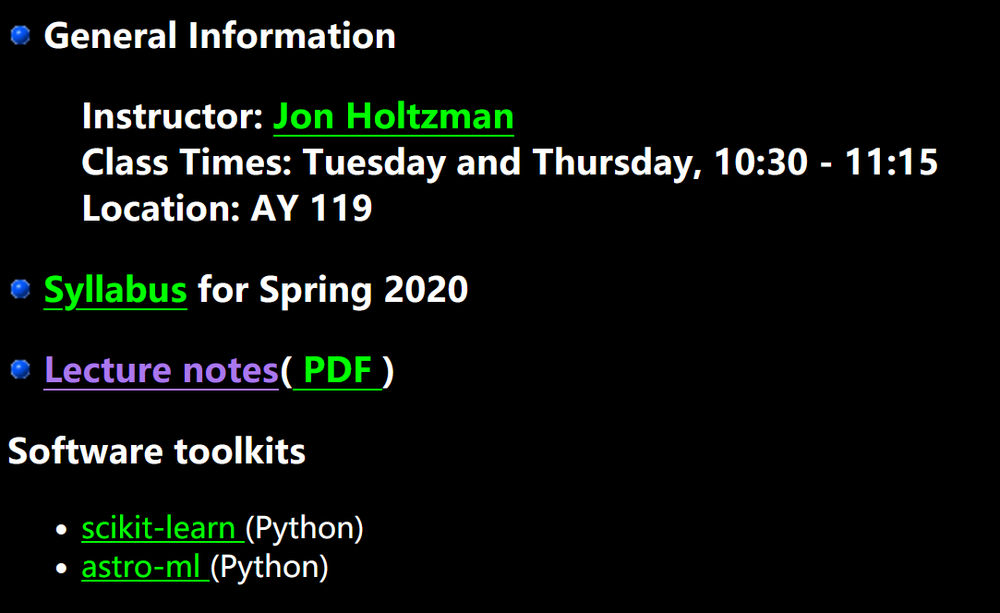 General Information
Instructor: Jon Holtzman
Class Times: Tuesday and Thursday, 10:30 - 11:15
Location: AY 119
Syllabus for Spring 2020
Lecture notes( PDF )
Software toolkits
scikit-learn (Python)
astro-ml (Python)